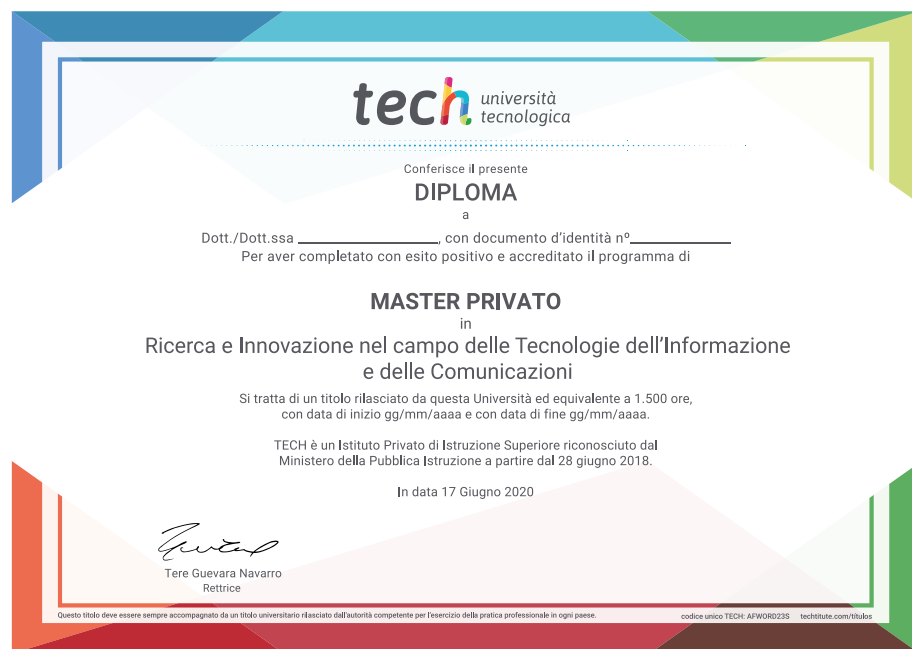 tech università
tecnologica
Conferisce il presente
DIPLOMA
a
Dott./Dott.ssa ________________, con documento d'identità nº____________
Per aver completato con esito positivo e accreditato il programma di
MASTER PRIVATO
in
Ricerca e Innovazione nel campo delle Tecnologie dell'Informazione
e delle Comunicazioni
Si tratta di un titolo rilasciato da questa Università ed equivalente a 1.500 ore,
con data di inizio gg/mm/aaaa e con data di fine gg/mm/aaaa.
TECH è un Istituto Privato di Istruzione Superiore riconosciuto dal
Ministero della Pubblica Istruzione a partire dal 28 giugno 2018.
In data 17 Giugno 2020
Tere Guevara Navarro
Rettrice
Questo titolo deve essere sempre accompagnato da un titolo universitario rilasciato dall'autorità competente per l'esercizio della pratica professionale in ogni paese.
codice unico TECH: AFWORD23S techtitute.com/titulos